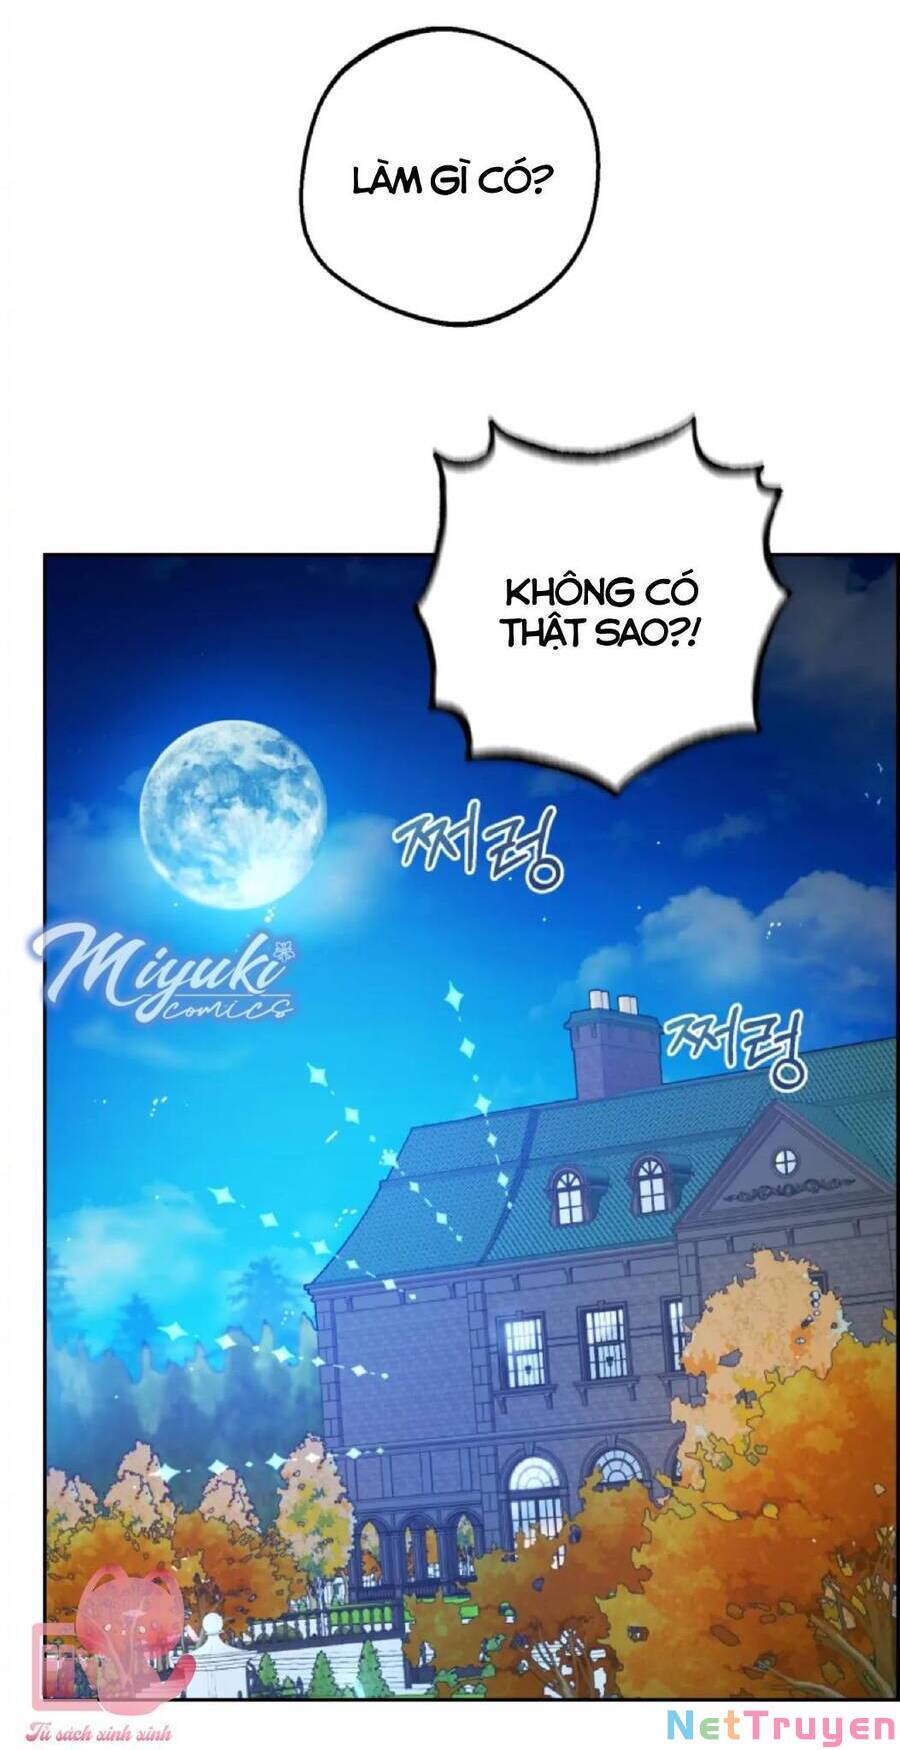 LÀM GÌ CÓ?
KHÔNG CÓ
THẬT SAO?!
쩌렁
Miyuki
comics
쩌렁
Tủ sách xinh xinh
NetTruyen